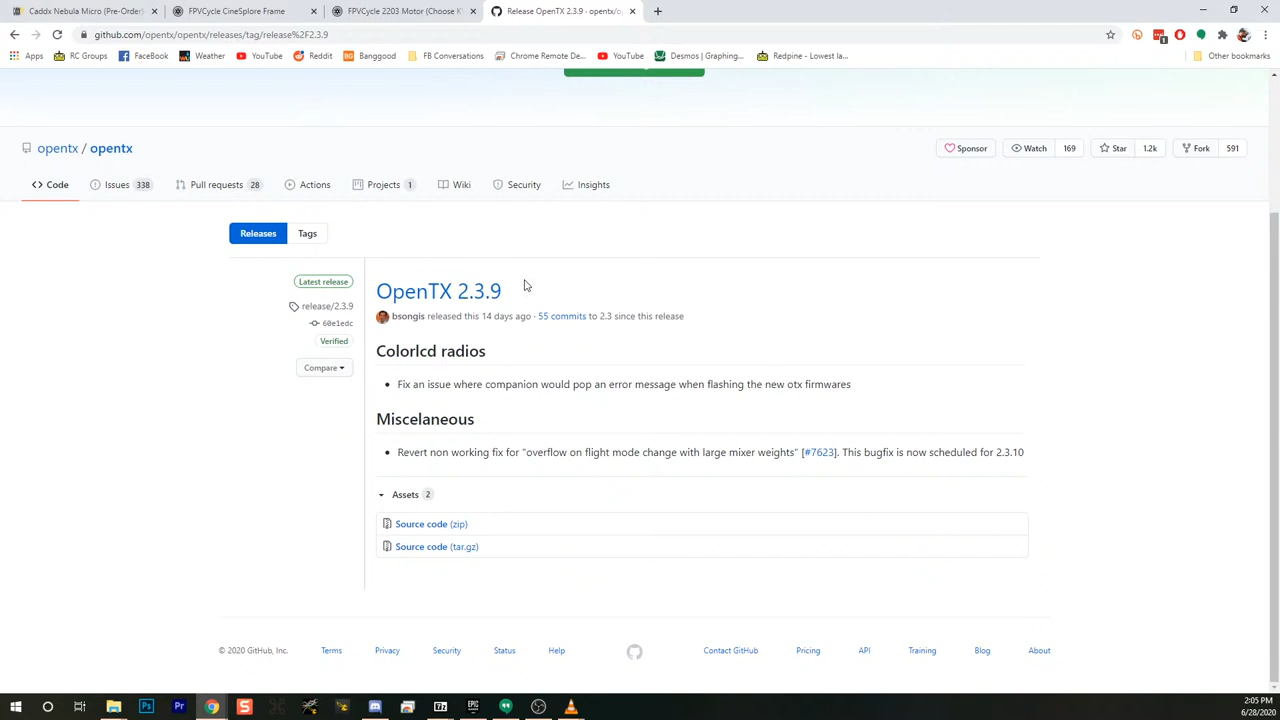 Caddx Nebula Micro (Pre-Order)
FPVCycle CineSplore Frame
FPVCycle 2203 Motor (Choose KV
Release OpenTX 2.3.9 · opentx/op
github.com/opentx/opentx/releases/tag/release%2F2.3.9
1
Apps
RC Groups
FaceBook
Weather
YouTube
Reddit
BG Banggood
FB Conversations
Chrome Remote De...
YouTube
Desmos | Graphing...
Redpine - Lowest la...
Other bookmarks
opentx / opentx
Sponsor
Watch 169
Star 1.2k
Fork 591
Code
Issues 338
Pull requests 28
Actions
Projects 1
Wiki
Security
Insights
Releases
Tags
Latest release
release/2.3.9
60e1edc
Verified
Compare
OpenTX 2.3.9
bsongis released this 14 days ago · 55 commits to 2.3 since this release
Colorlcd radios
Fix an issue where companion would pop an error message when flashing the new otx firmwares
Miscelaneous
Revert non working fix for "overflow on flight mode change with large mixer weights" [#7623]. This bugfix is now scheduled for 2.3.10
Assets 2
Source code (zip)
Source code (tar.gz)
© 2020 GitHub, Inc.
Terms
Privacy
Security
Status
Help
Contact GitHub
Pricing
API
Training
Blog
About
Ps
Pr
S
EPIC
2:05 PM
6/28/2020